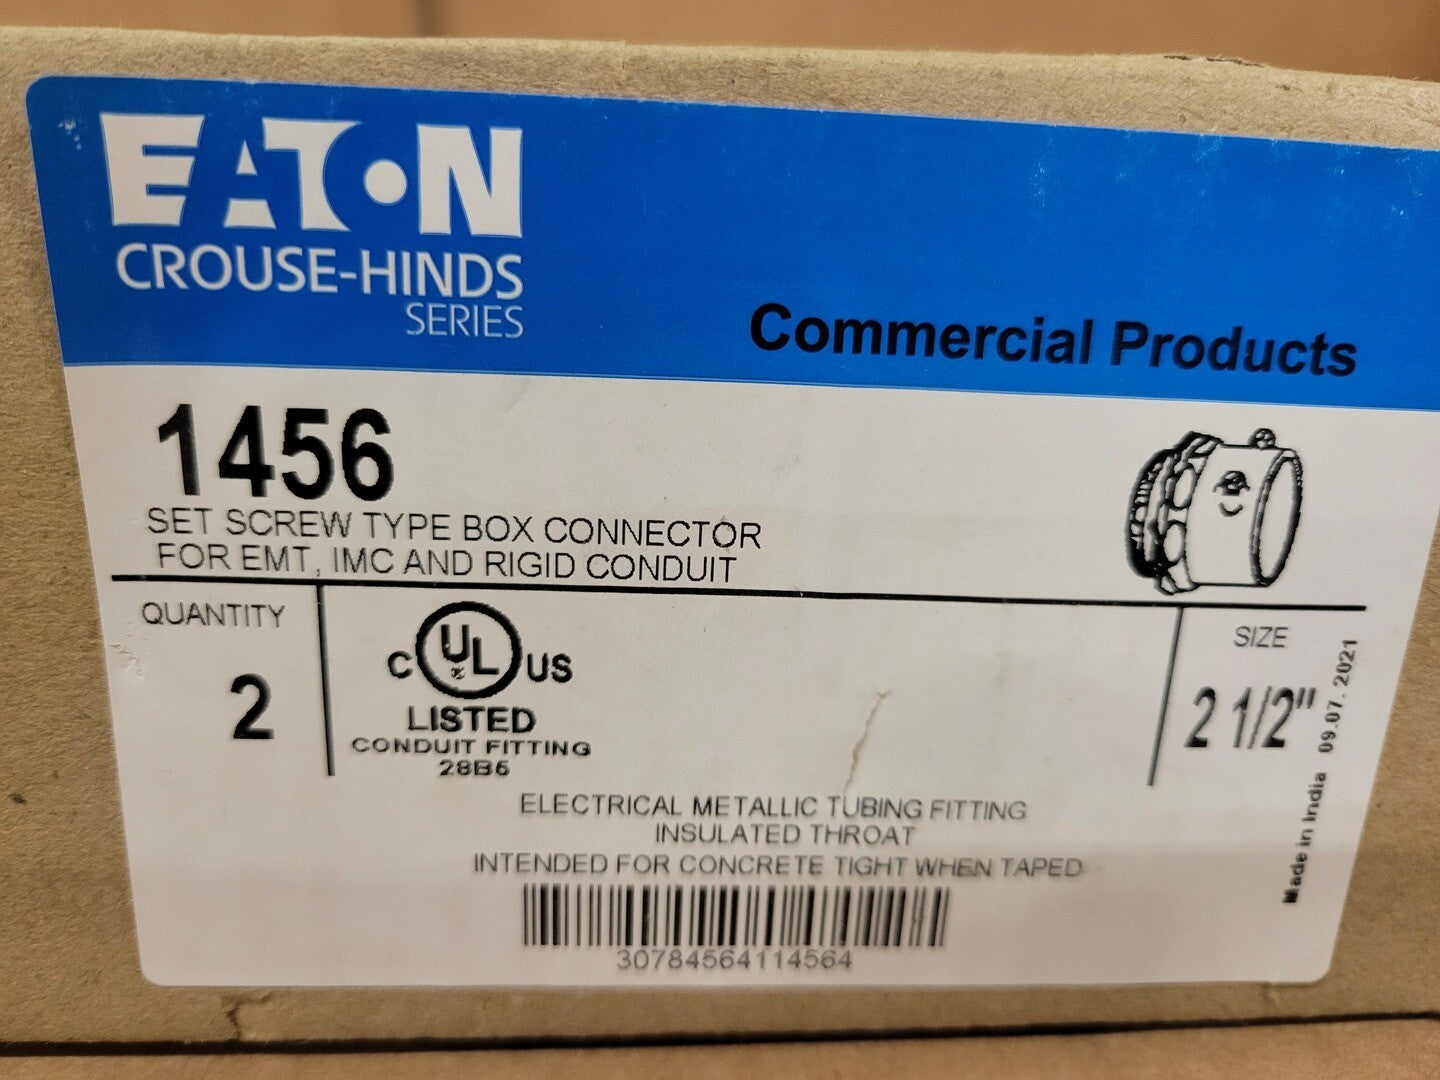 EATON
CROUSE-HINDS
SERIES
Commercial Products
1456
SET SCREW TYPE BOX CONNECTOR
FOR EMT, IMC AND RIGID CONDUIT
QUANTITY
2
C UL US
LISTED
CONDUIT FITTING
28B6
SIZE
2 1/2"
Made in India 09.07.2021
ELECTRICAL METALLIC TUBING FITTING
INSULATED THROAT
INTENDED FOR CONCRETE TIGHT WHEN TAPED
30784564114564